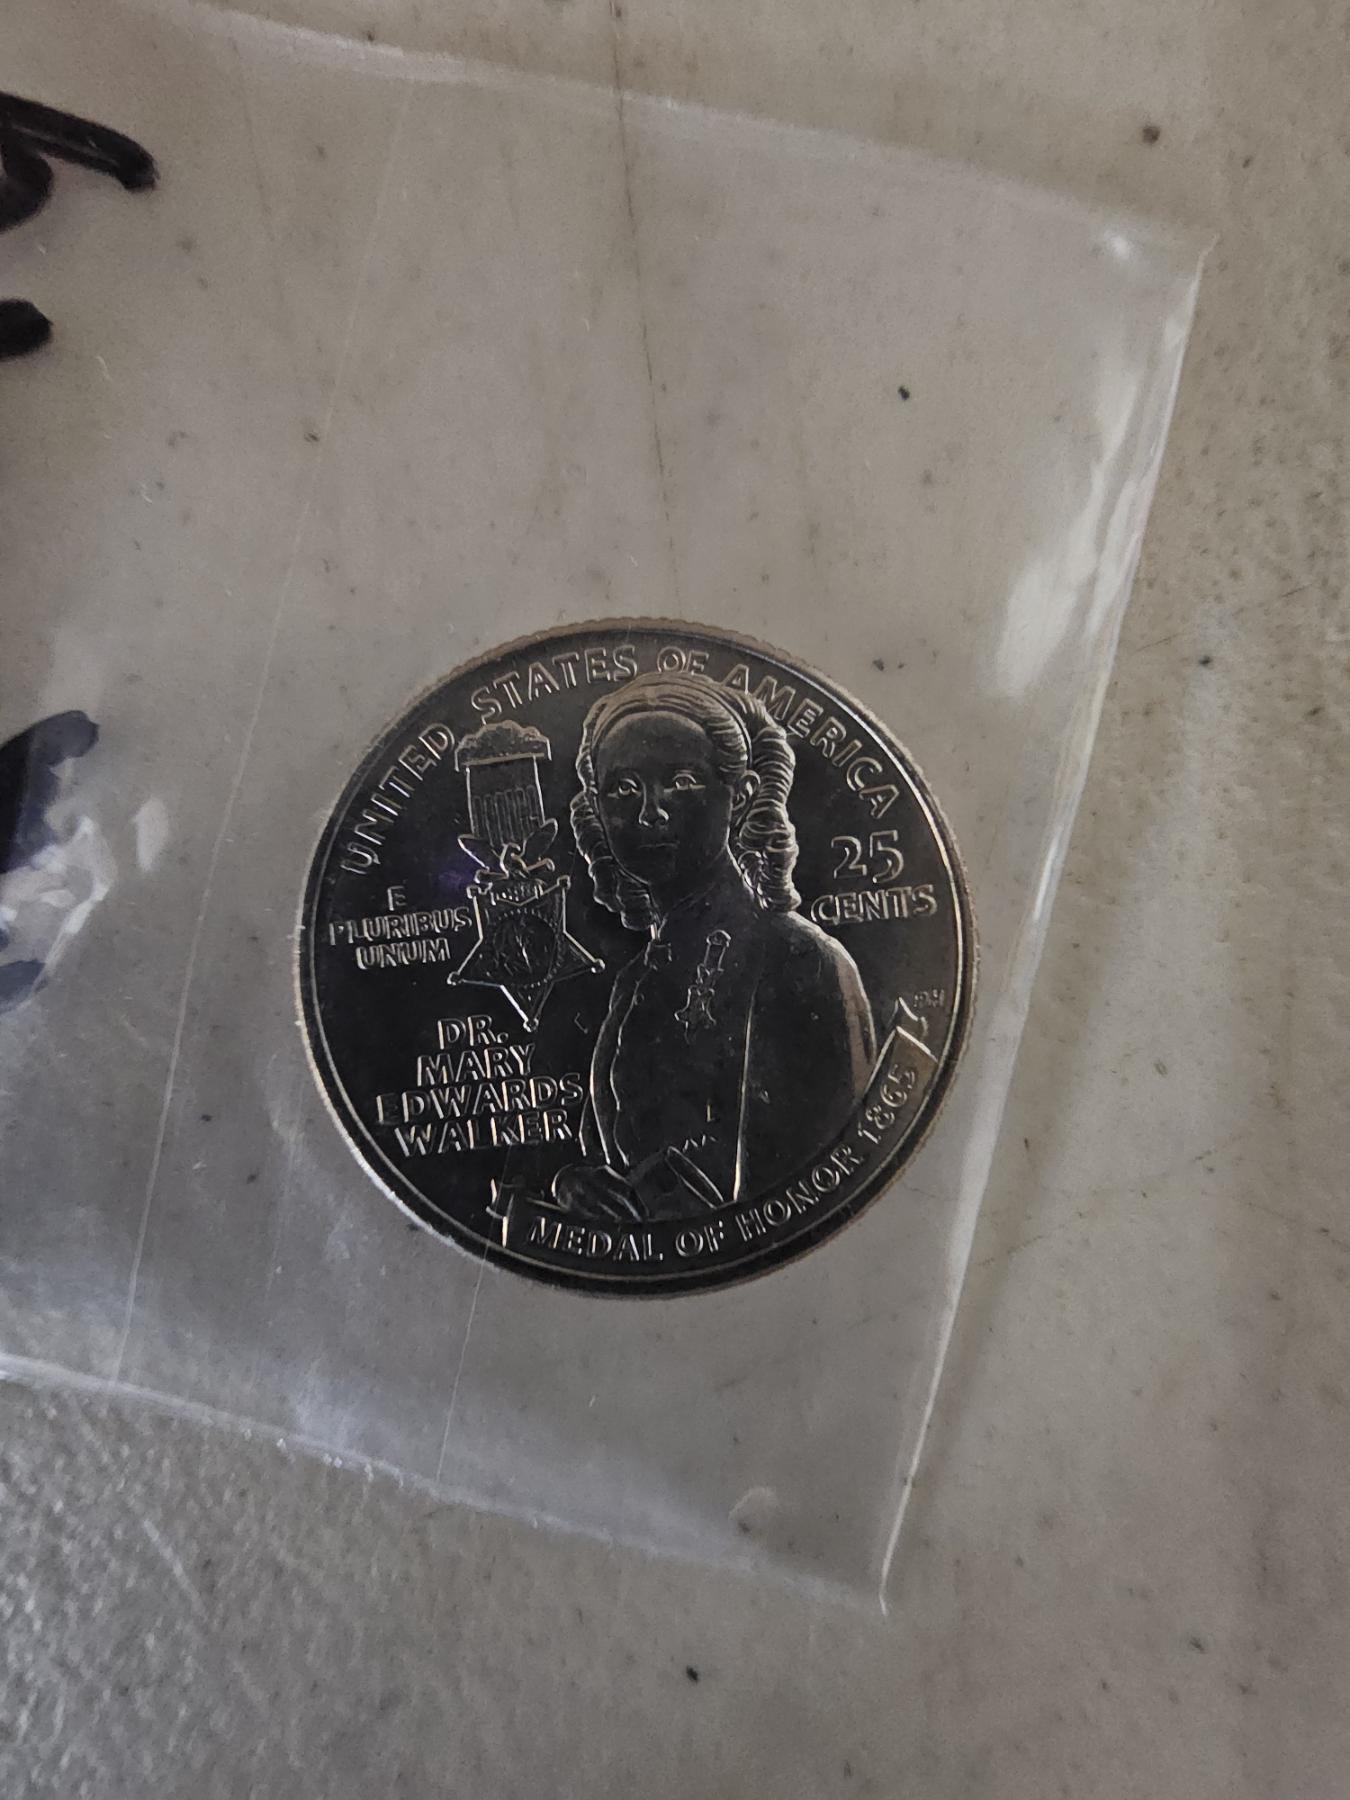 UNITED STATES OF AMERICA
25
CENTS
E
PLURIBUS
UNUM
DR.
MARY
EDWARDS
WALKER
MEDAL OF HONOR 1865